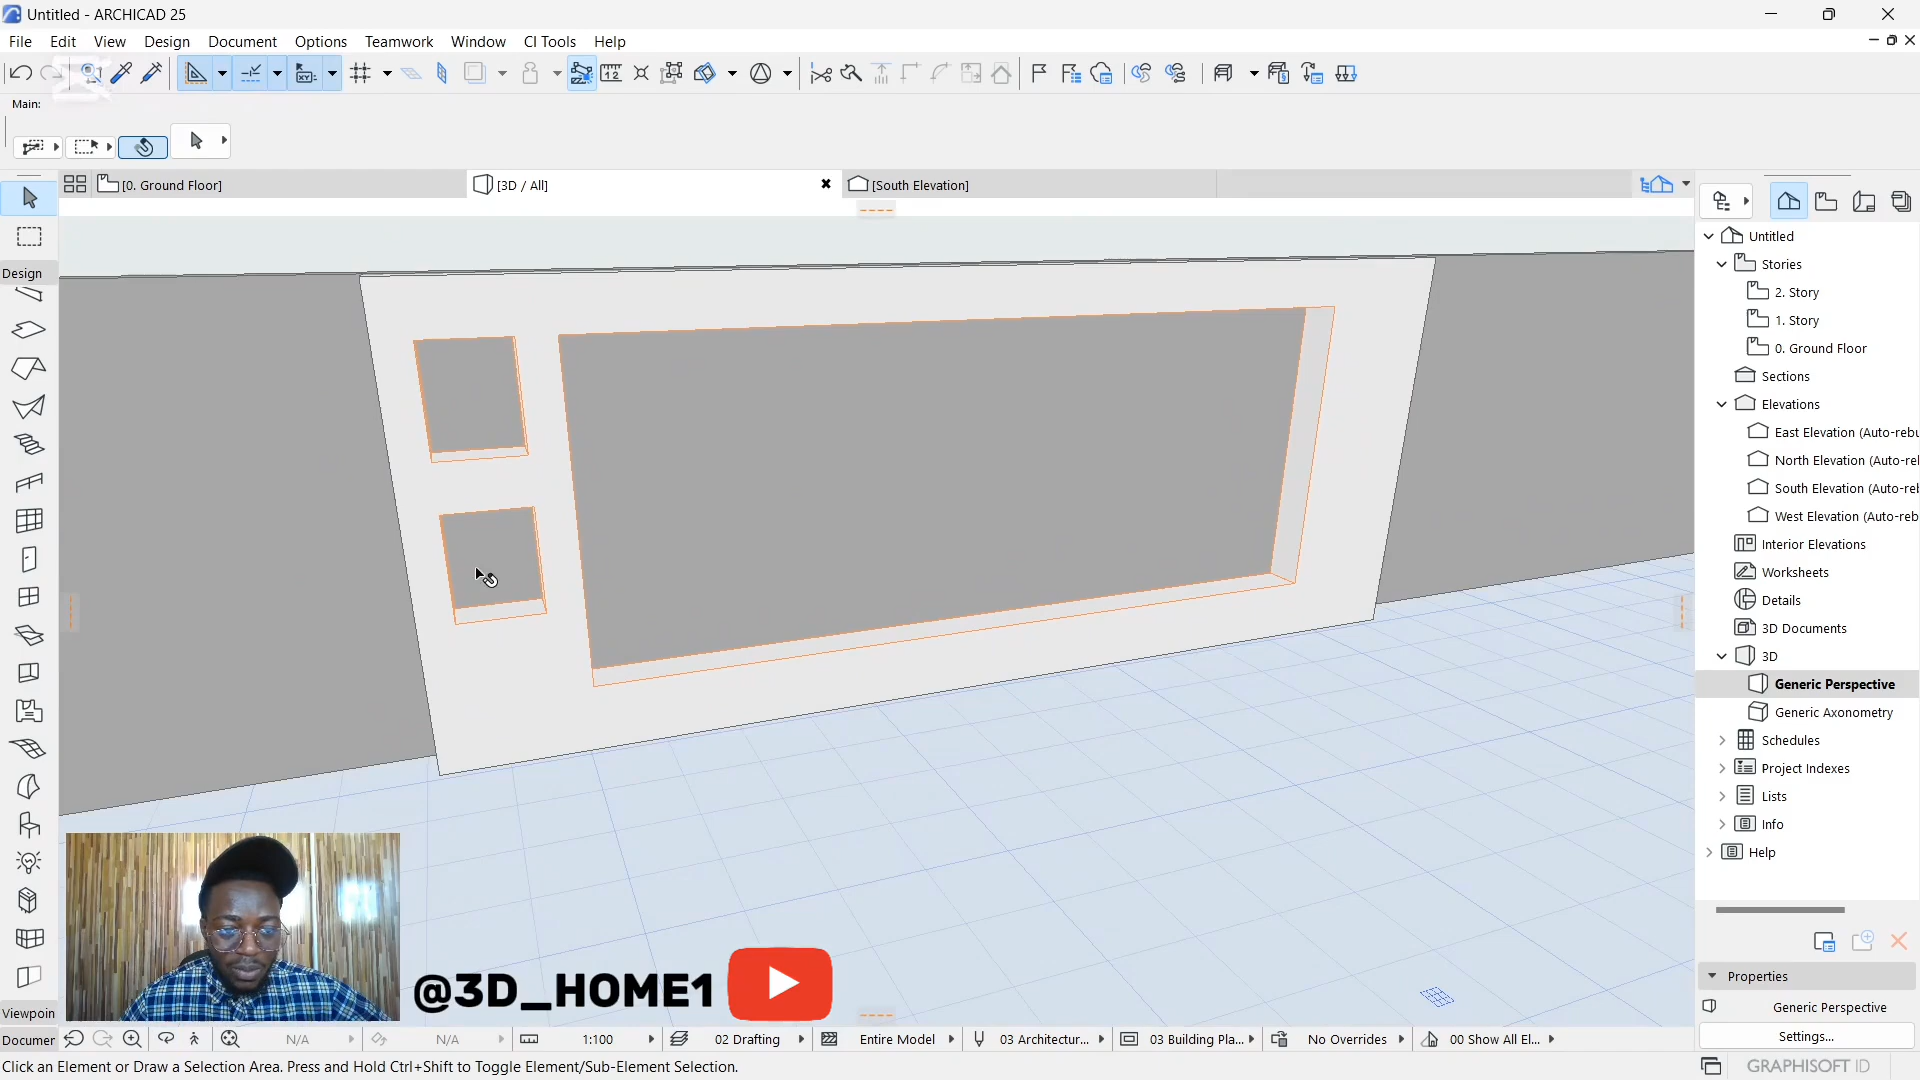 Untitled - ARCHICAD 25
File Edit View Design Document Options Teamwork Window CI Tools Help
Main:
[0. Ground Floor] [3D / All] [South Elevation]
Design
Untitled
Stories
2. Story
1. Story
0. Ground Floor
Sections
Elevations
East Elevation (Auto-rebu
North Elevation (Auto-rel
South Elevation (Auto-rel
West Elevation (Auto-reb
Interior Elevations
Worksheets
Details
3D Documents
3D
Generic Perspective
Generic Axonometry
Schedules
Project Indexes
Lists
Info
Help
@3D_HOME1
Properties
Generic Perspective
Settings...
Viewpoin
Documer
N/A N/A 1:100 02 Drafting Entire Model 03 Architectur... 03 Building Pla... No Overrides 00 Show All El...
Click an Element or Draw a Selection Area. Press and Hold Ctrl+Shift to Toggle Element/Sub-Element Selection.
GRAPHISOFT ID